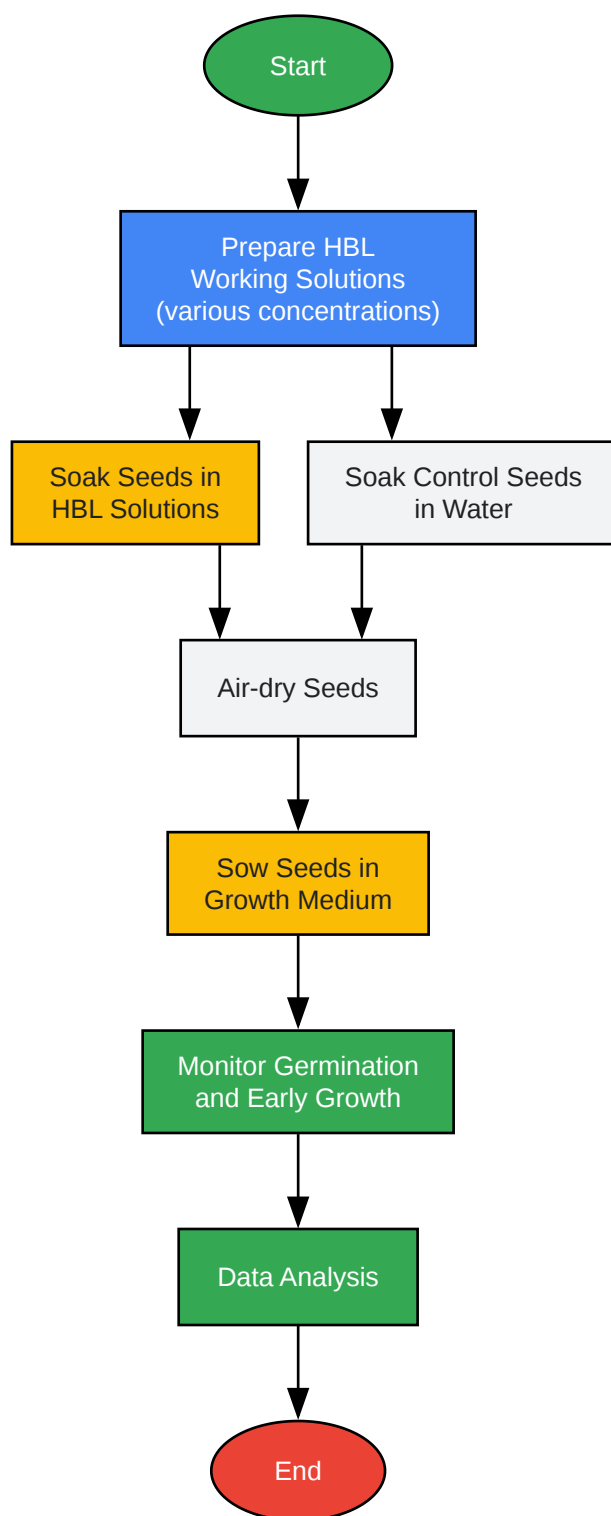 Start
Prepare HBL
Working Solutions
(various concentrations)
Soak Seeds in
HBL Solutions
Soak Control Seeds
in Water
Air-dry Seeds
Sow Seeds in
Growth Medium
Monitor Germination
and Early Growth
Data Analysis
End